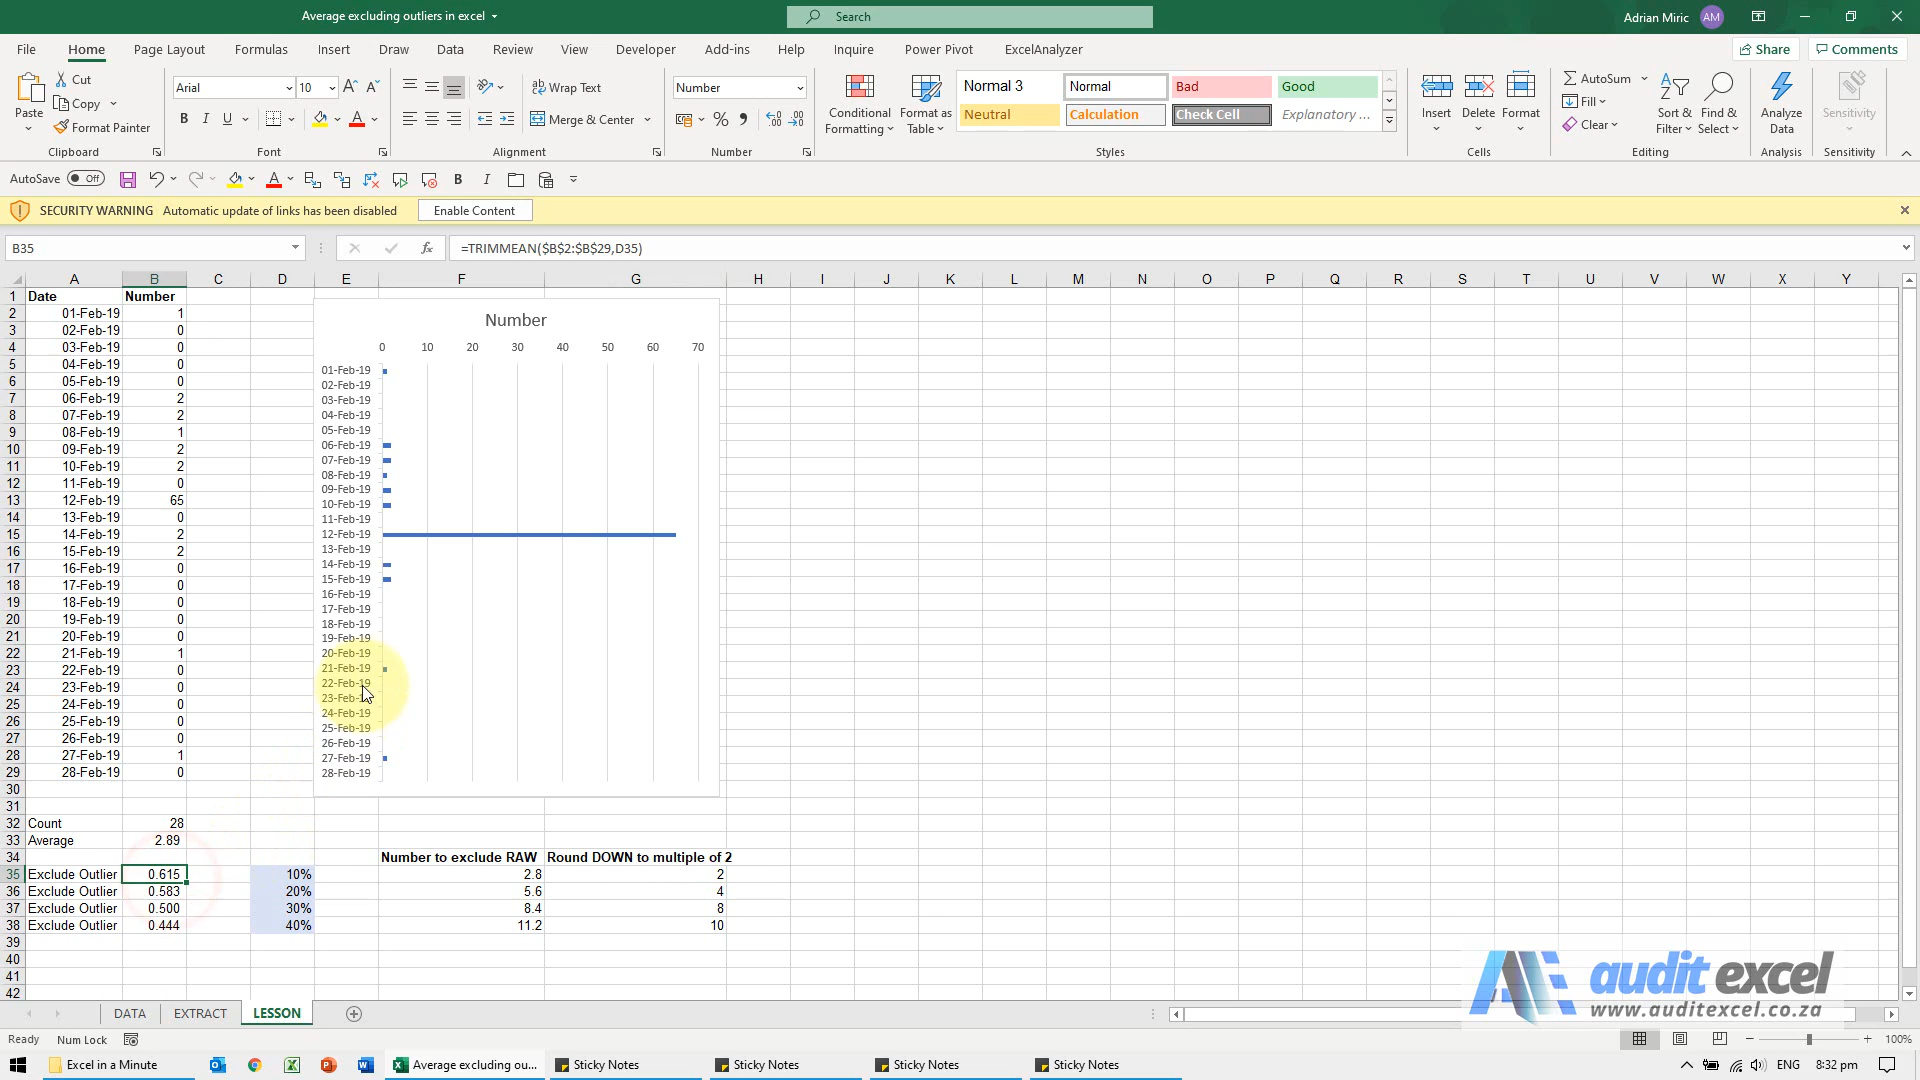 Average excluding outliers in excel
Search
Adrian Miric AM
File Home Page Layout Formulas Insert Draw Data Review View Developer Add-ins Help Inquire Power Pivot ExcelAnalyzer Share Comments
Paste
Cut
Copy
Format Painter
Arial 10
B I U
A
Wrap Text
Merge & Center
Number
% 9
Conditional Formatting
Format as Table
Normal 3 Normal Bad Good
Neutral Calculation Check Cell Explanatory ...
Insert Delete Format
AutoSum
Fill
Clear
Sort & Filter
Find & Select
Analyze Data
Sensitivity
Clipboard Font Alignment Number Styles Cells Editing Analysis Sensitivity
AutoSave Off
B I
SECURITY WARNING Automatic update of links has been disabled Enable Content
B35 fx =TRIMMEAN($B$2:$B$29,D35)
A B C D E F G H I J K L M N O P Q R S T U V W X Y
1 Date Number
2 01-Feb-19 1
3 02-Feb-19 0
4 03-Feb-19 0
5 04-Feb-19 0
6 05-Feb-19 0
7 06-Feb-19 2
8 07-Feb-19 2
9 08-Feb-19 1
10 09-Feb-19 2
11 10-Feb-19 2
12 11-Feb-19 0
13 12-Feb-19 65
14 13-Feb-19 0
15 14-Feb-19 2
16 15-Feb-19 2
17 16-Feb-19 0
18 17-Feb-19 0
19 18-Feb-19 0
20 19-Feb-19 0
21 20-Feb-19 0
22 21-Feb-19 1
23 22-Feb-19 0
24 23-Feb-19 0
25 24-Feb-19 0
26 25-Feb-19 0
27 26-Feb-19 0
28 27-Feb-19 1
29 28-Feb-19 0
30
31
Number
0 10 20 30 40 50 60 70
01-Feb-19
02-Feb-19
03-Feb-19
04-Feb-19
05-Feb-19
06-Feb-19
07-Feb-19
08-Feb-19
09-Feb-19
10-Feb-19
11-Feb-19
12-Feb-19
13-Feb-19
14-Feb-19
15-Feb-19
16-Feb-19
17-Feb-19
18-Feb-19
19-Feb-19
20-Feb-19
21-Feb-19
22-Feb-19
23-Feb-19
24-Feb-19
25-Feb-19
26-Feb-19
27-Feb-19
28-Feb-19
32 Count 28
33 Average 2.89
34 Number to exclude RAW Round DOWN to multiple of 2
35 Exclude Outlier 0.615 10% 2.8 2
36 Exclude Outlier 0.583 20% 5.6 4
37 Exclude Outlier 0.500 30% 8.4 8
38 Exclude Outlier 0.444 40% 11.2 10
39
40
41
42
audit excel
www.auditexcel.co.za
DATA EXTRACT LESSON
Ready Num Lock 100%
Excel in a Minute Average excluding ou... Sticky Notes Sticky Notes Sticky Notes Sticky Notes ENG 8:32 pm